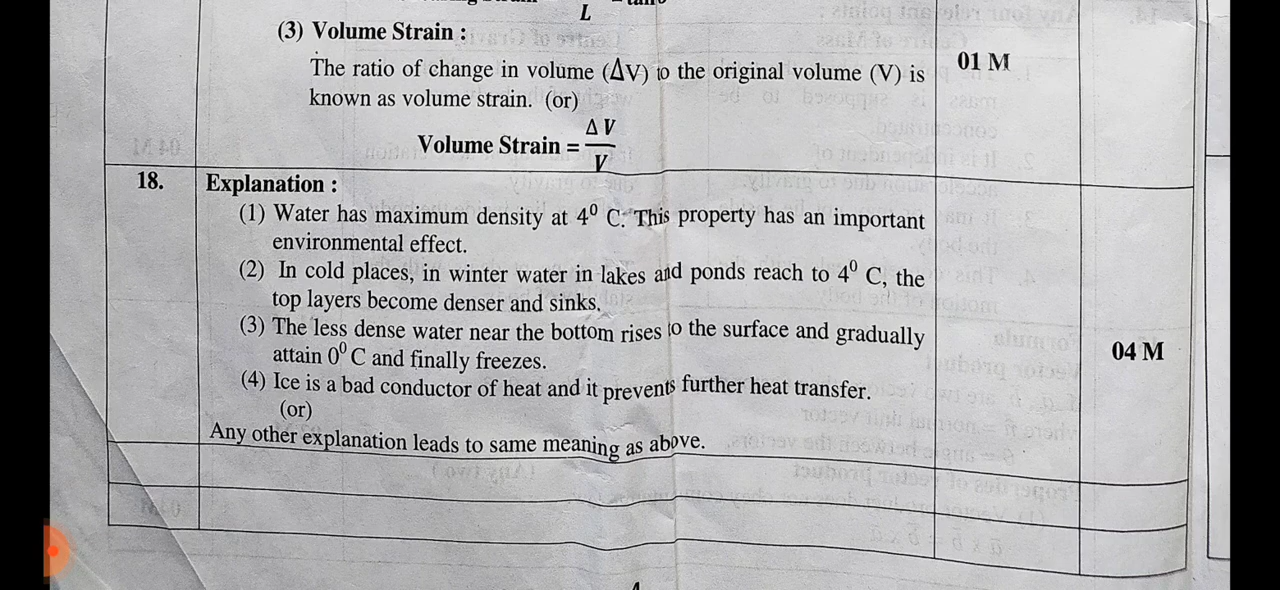 L
(3) Volume Strain :
The ratio of change in volume (ΔV) to the original volume (V) is
known as volume strain. (or)
Volume Strain = ΔV/V
01 M
18.
Explanation :
(1) Water has maximum density at 4⁰ C. This property has an important
environmental effect.
(2) In cold places, in winter water in lakes and ponds reach to 4⁰ C, the
top layers become denser and sinks.
(3) The less dense water near the bottom rises to the surface and gradually
attain 0⁰ C and finally freezes.
(4) Ice is a bad conductor of heat and it prevents further heat transfer.
(or)
Any other explanation leads to same meaning as above.
04 M